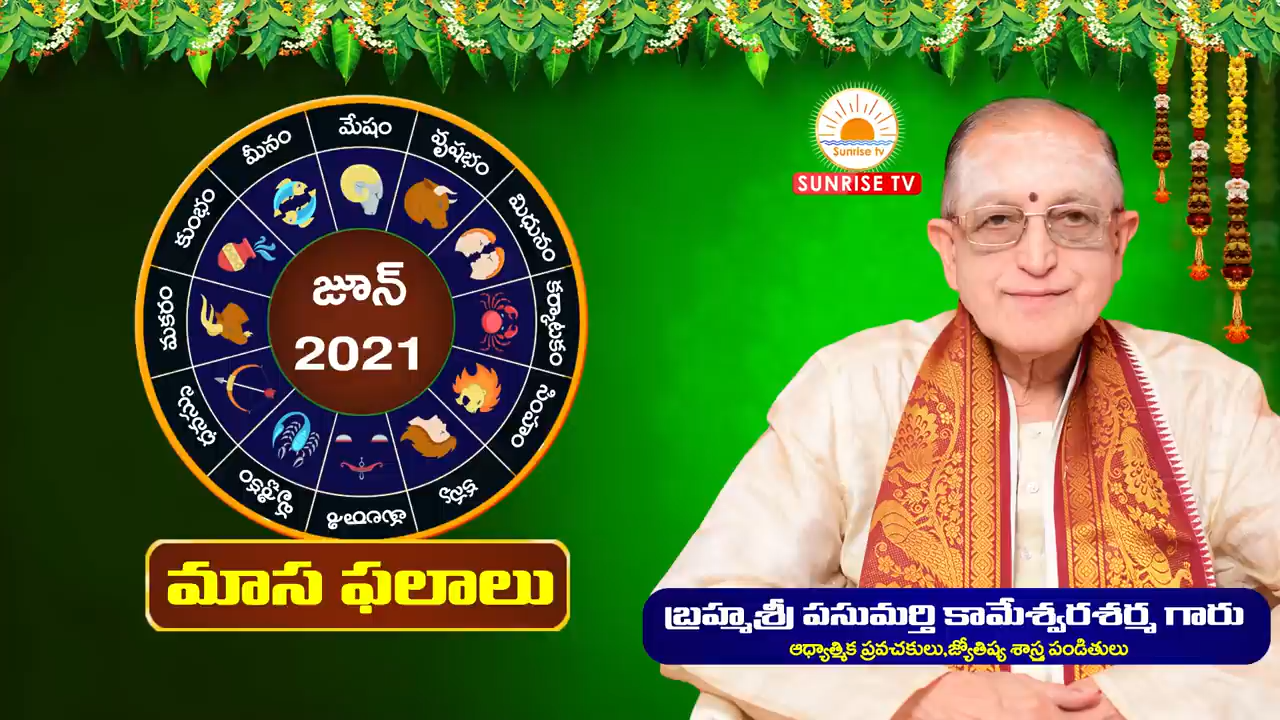 మేషం
వృషభం
మిధునం
కర్కాటకం
సింహం
కన్య
తులారాశి
వృశ్చికం
ధనుస్సు
మకరం
కుంభం
మీనం
జూన్
2021
మాస ఫలాలు
Sunrise tv
SUNRISE TV
బ్రహ్మశ్రీ పసుమర్తి కామేశ్వరశర్మ గారు
ఆధ్యాత్మిక ప్రవచకులు,జ్యోతిష్య శాస్త్ర పండితులు